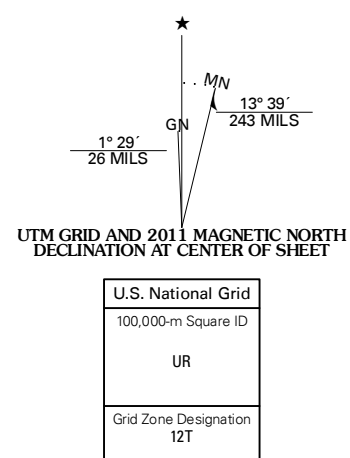 ★
MN
GN
13° 39´
243 MILS
1° 29´
26 MILS
UTM GRID AND 2011 MAGNETIC NORTH
DECLINATION AT CENTER OF SHEET
U.S. National Grid
100,000-m Square ID
UR
Grid Zone Designation
12T